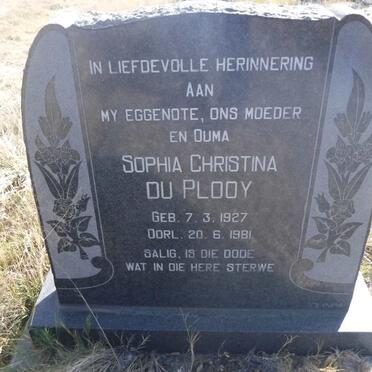 IN LIEFDEVOLLE HERINNERING
AAN
MY EGGENOTE, ONS MOEDER
EN OUMA
SOPHIA CHRISTINA
DU PLOOY
GEB. 7. 3. 1927
OORL. 20. 6. 1981
SALIG, IS DIE DODE
WAT IN DIE HERE STERWE